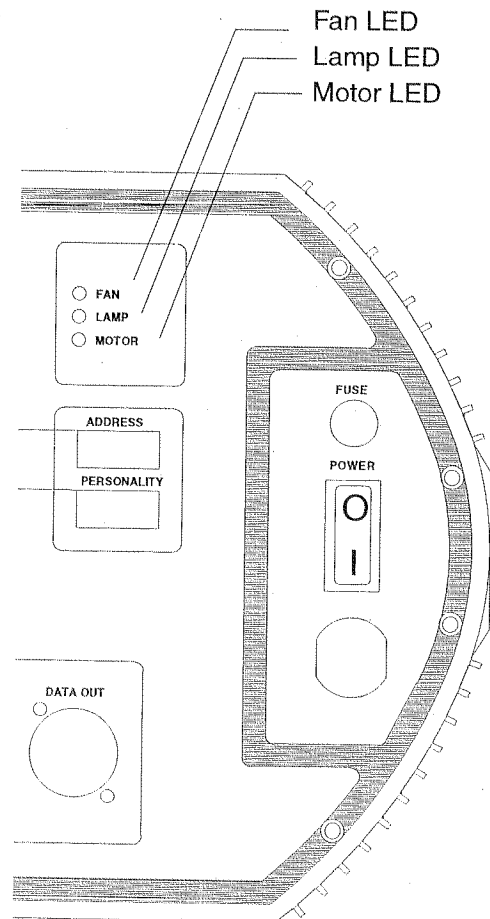 Fan LED
Lamp LED
Motor LED
FAN
LAMP
MOTOR
FUSE
ADDRESS
POWER
PERSONALITY
O
I
DATA OUT